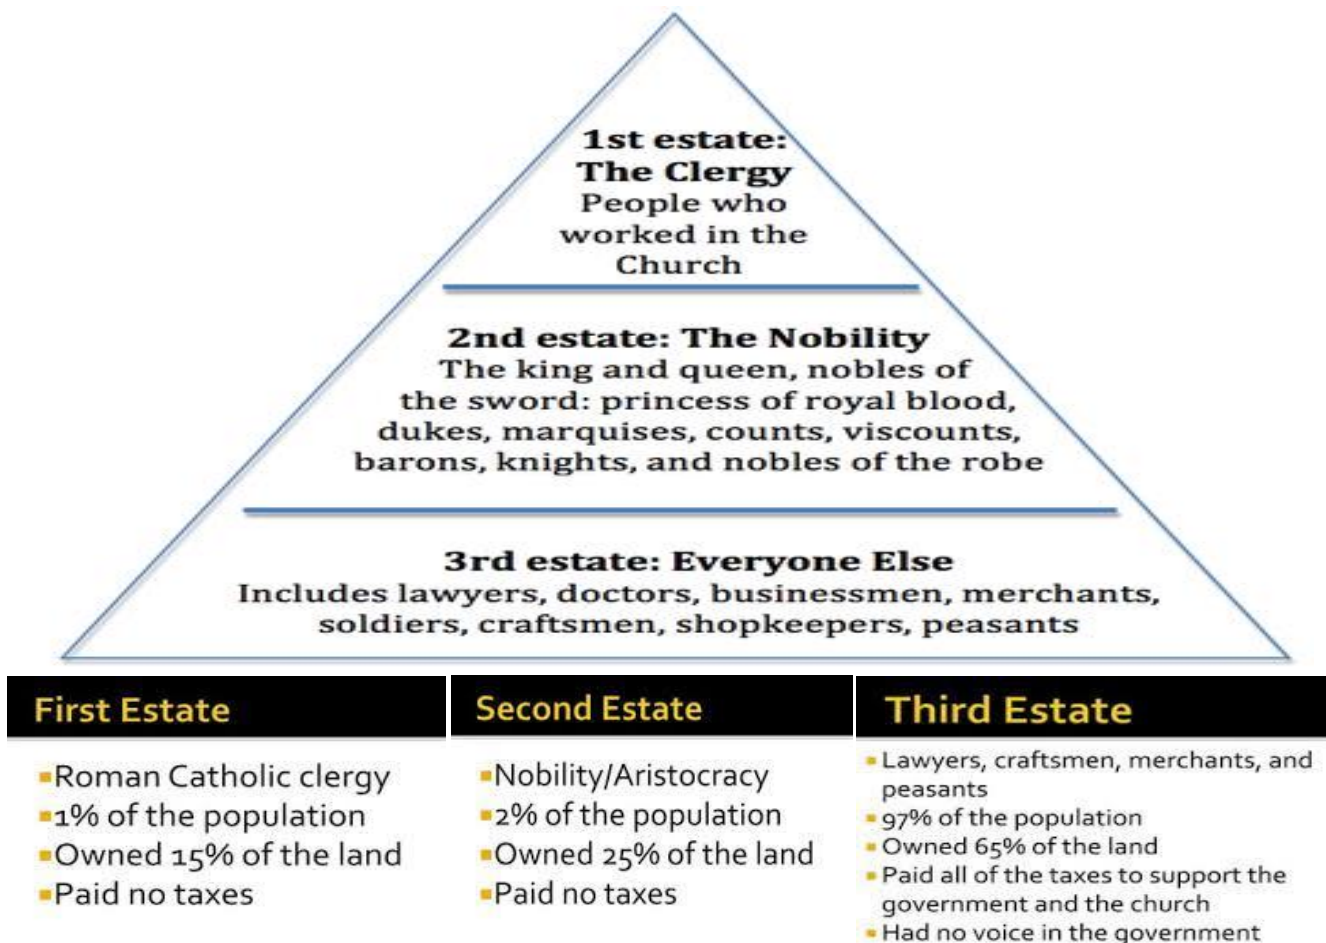 1st estate:
The Clergy
People who
worked in the
Church
2nd estate: The Nobility
The king and queen, nobles of
the sword: princess of royal blood,
dukes, marquises, counts, viscounts,
barons, knights, and nobles of the robe
3rd estate: Everyone Else
Includes lawyers, doctors, businessmen, merchants,
soldiers, craftsmen, shopkeepers, peasants
First Estate
▪Roman Catholic clergy
▪1% of the population
▪Owned 15% of the land
▪Paid no taxes
Second Estate
▪Nobility/Aristocracy
▪2% of the population
▪Owned 25% of the land
▪Paid no taxes
Third Estate
▪Lawyers, craftsmen, merchants, and
peasants
▪97% of the population
▪Owned 65% of the land
▪Paid all of the taxes to support the
government and the church
▪Had no voice in the government